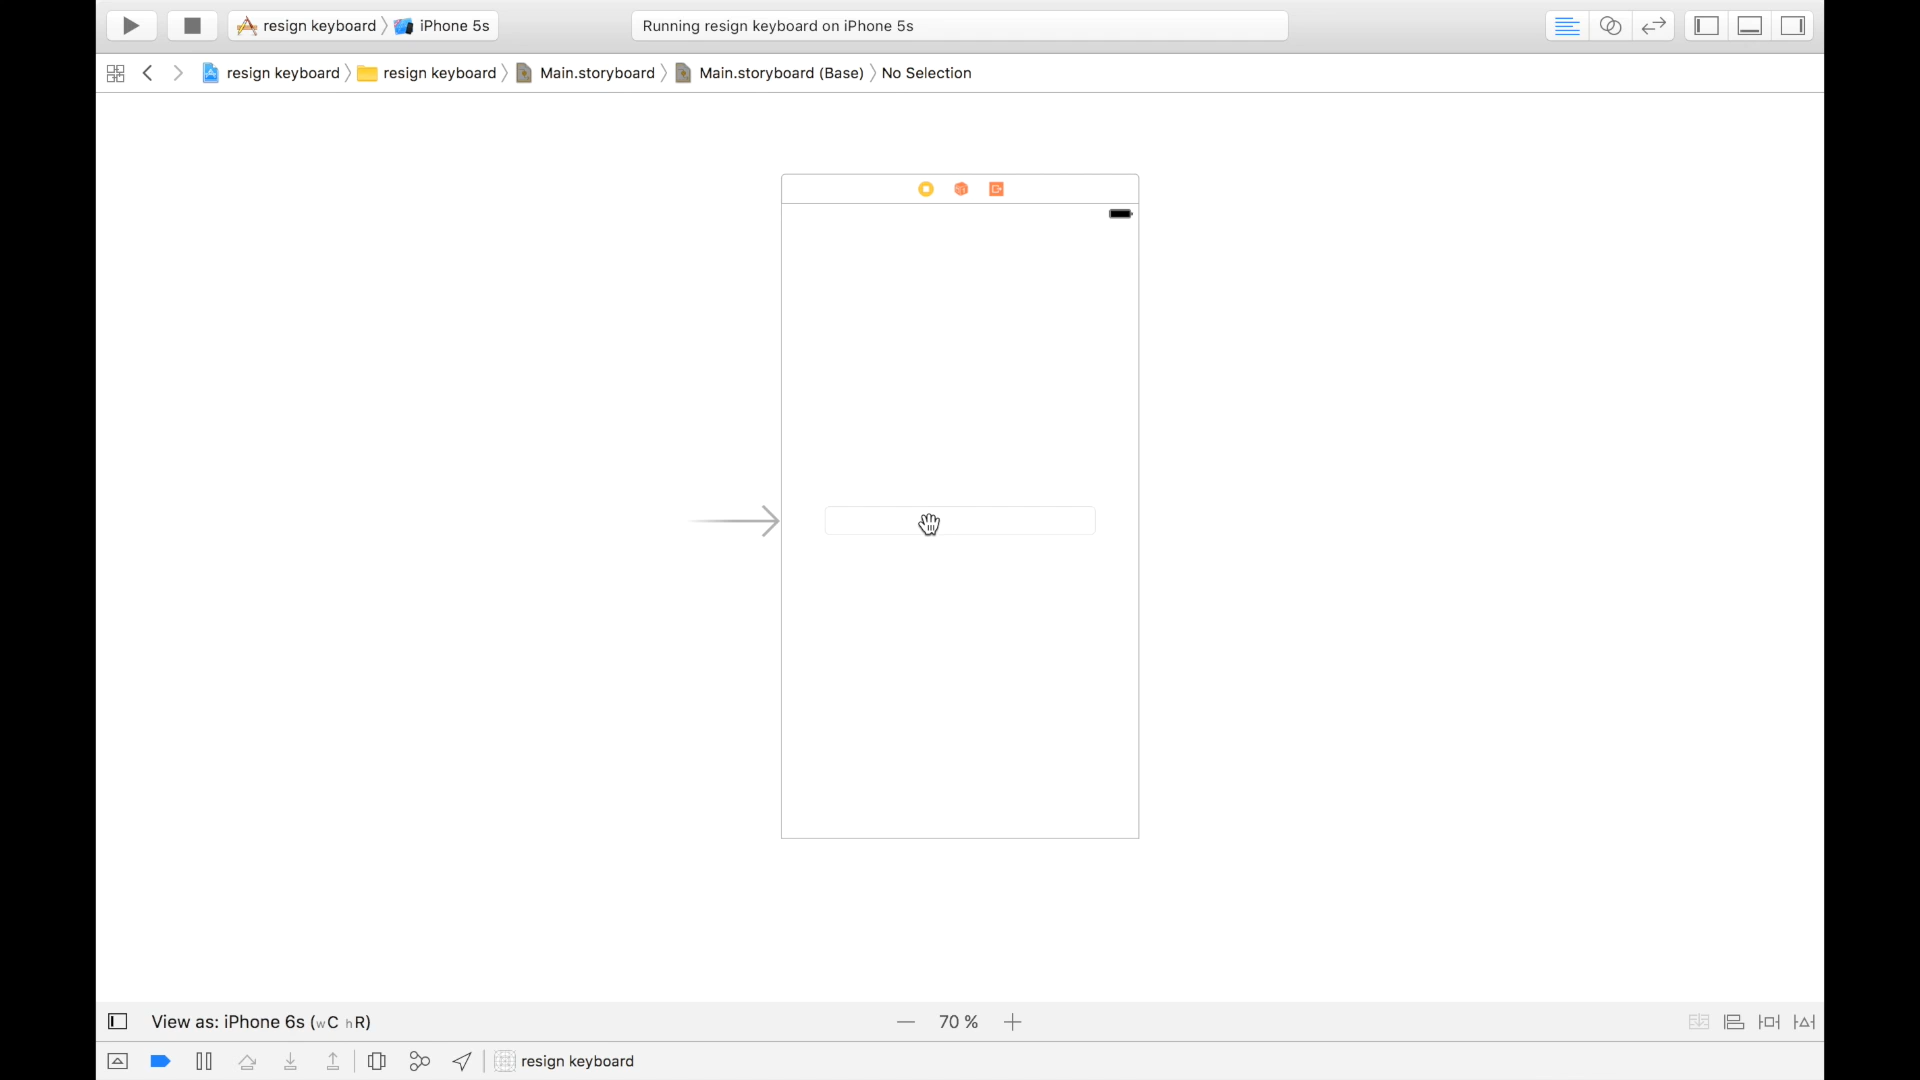 resign keyboard iPhone 5s Running resign keyboard on iPhone 5s
resign keyboard resign keyboard Main.storyboard Main.storyboard (Base) No Selection
View as: iPhone 6s (wC hR) 70 %
resign keyboard